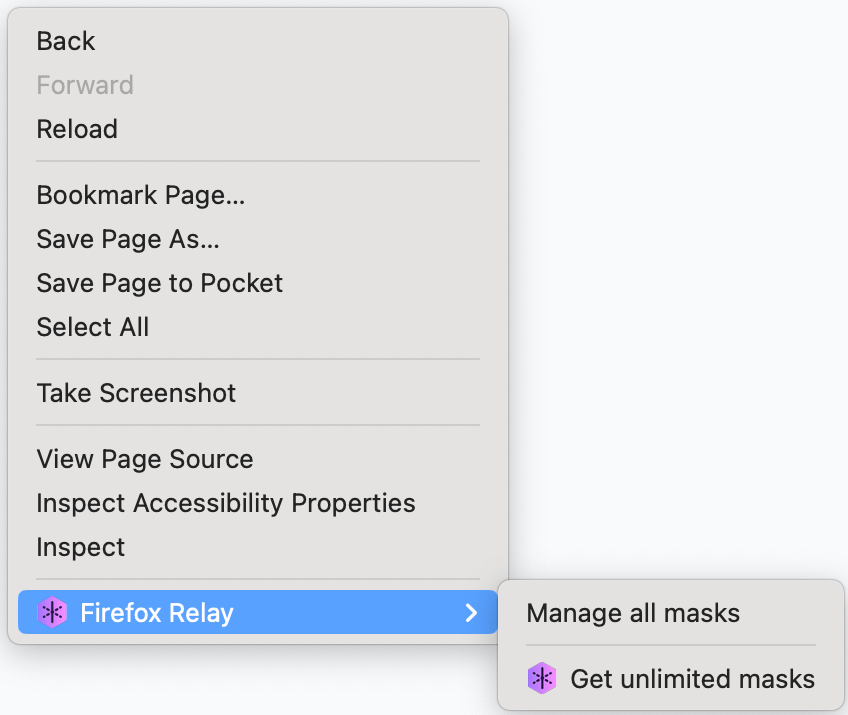 Back
Forward
Reload
Bookmark Page...
Save Page As...
Save Page to Pocket
Select All
Take Screenshot
View Page Source
Inspect Accessibility Properties
Inspect
Firefox Relay
Manage all masks
Get unlimited masks